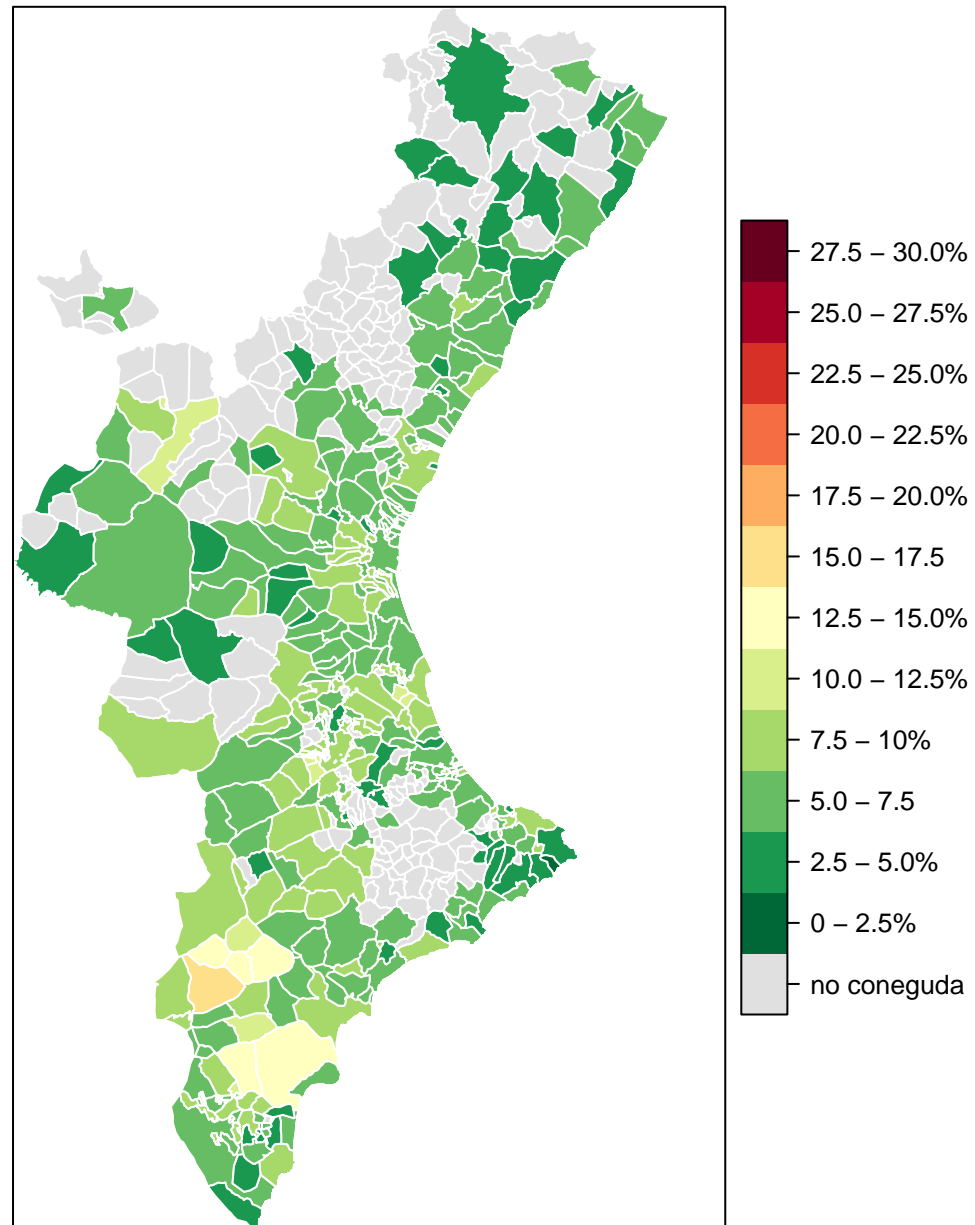 27.5 – 30.0%
25.0 – 27.5%
22.5 – 25.0%
20.0 – 22.5%
17.5 – 20.0%
15.0 – 17.5
12.5 – 15.0%
10.0 – 12.5%
7.5 – 10%
5.0 – 7.5
2.5 – 5.0%
0 – 2.5%
no coneguda